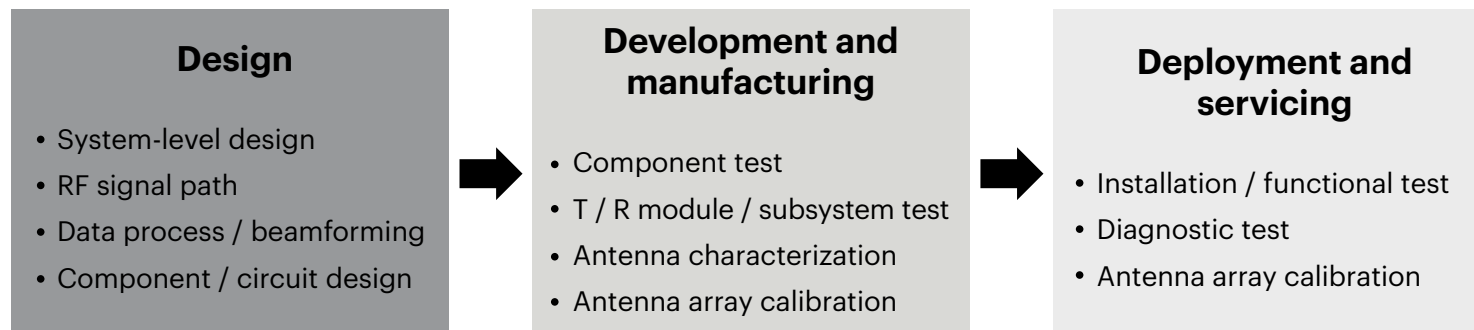 Design
• System-level design
• RF signal path
• Data process / beamforming
• Component / circuit design
Development and
manufacturing
• Component test
• T / R module / subsystem test
• Antenna characterization
• Antenna array calibration
Deployment and
servicing
• Installation / functional test
• Diagnostic test
• Antenna array calibration